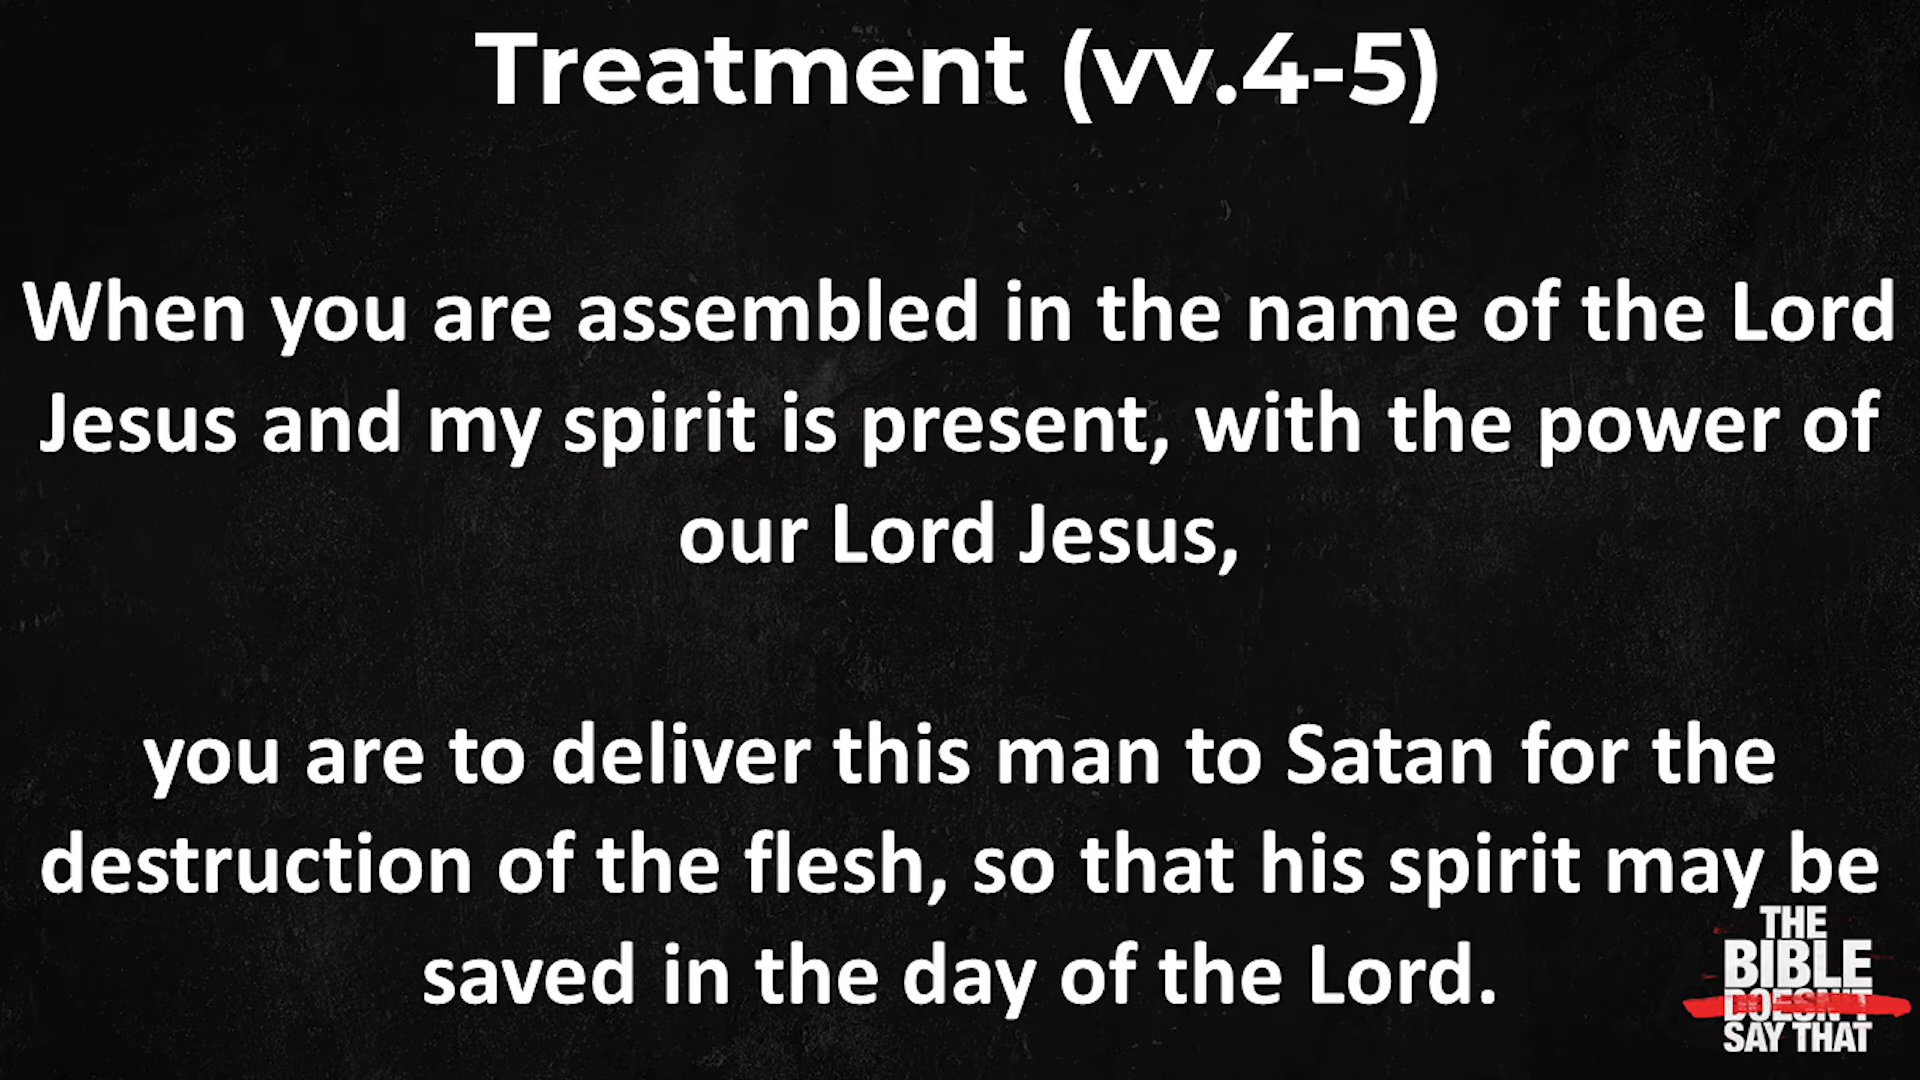 Treatment (vv.4-5)
When you are assembled in the name of the Lord
Jesus and my spirit is present, with the power of
our Lord Jesus,
you are to deliver this man to Satan for the
destruction of the flesh, so that his spirit may be
saved in the day of the Lord.
THE
BIBLE
DOESN'T
SAY THAT